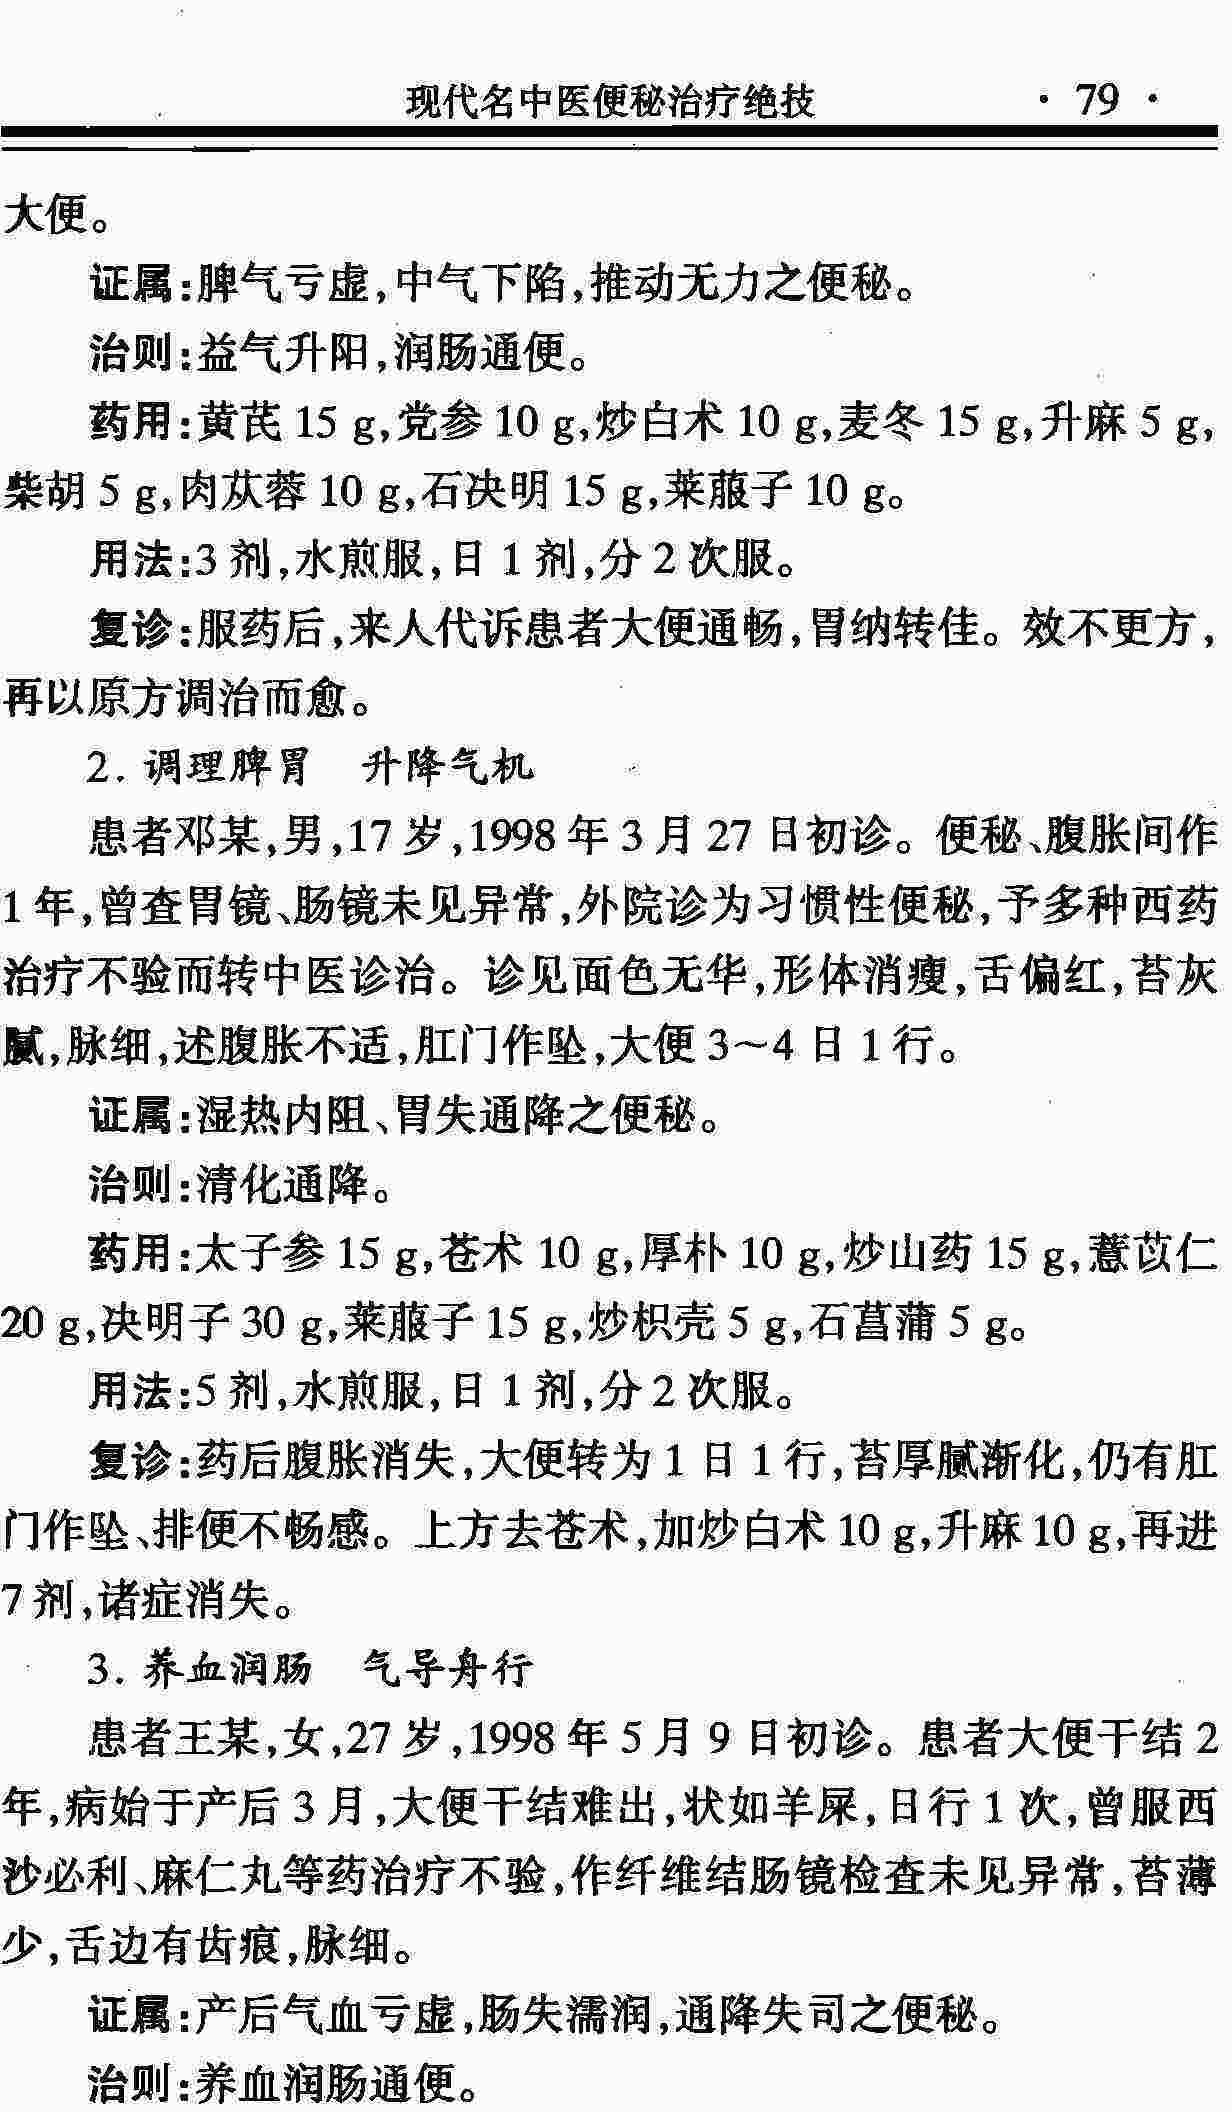 现代名中医便秘治疗绝技 · 79 ·
大便。
证属:脾气亏虚,中气下陷,推动无力之便秘。
治则:益气升阳,润肠通便。
药用:黄芪 15 g,党参 10 g,炒白术 10 g,麦冬 15 g,升麻 5 g,
柴胡 5 g,肉苁蓉 10 g,石决明 15 g,莱菔子 10 g。
用法:3 剂,水煎服,日 1 剂,分 2 次服。
复诊:服药后,来人代诉患者大便通畅,胃纳转佳。效不更方,
再以原方调治而愈。
2. 调理脾胃 升降气机
患者邓某,男,17 岁,1998 年 3 月 27 日初诊。便秘、腹胀间作
1 年,曾查胃镜、肠镜未见异常,外院诊为习惯性便秘,予多种西药
治疗不验而转中医诊治。诊见面色无华,形体消瘦,舌偏红,苔灰
腻,脉细,述腹胀不适,肛门作坠,大便 3～4 日 1 行。
证属:湿热内阻、胃失通降之便秘。
治则:清化通降。
药用:太子参 15 g,苍术 10 g,厚朴 10 g,炒山药 15 g,薏苡仁
20 g,决明子 30 g,莱菔子 15 g,炒枳壳 5 g,石菖蒲 5 g。
用法:5 剂,水煎服,日 1 剂,分 2 次服。
复诊:药后腹胀消失,大便转为 1 日 1 行,苔厚腻渐化,仍有肛
门作坠、排便不畅感。上方去苍术,加炒白术 10 g,升麻 10 g,再进
7 剂,诸症消失。
3. 养血润肠 气导舟行
患者王某,女,27 岁,1998 年 5 月 9 日初诊。患者大便干结 2
年,病始于产后 3 月,大便干结难出,状如羊屎,日行 1 次,曾服西
沙必利、麻仁丸等药治疗不验,作纤维结肠镜检查未见异常,苔薄
少,舌边有齿痕,脉细。
证属:产后气血亏虚,肠失濡润,通降失司之便秘。
治则:养血润肠通便。